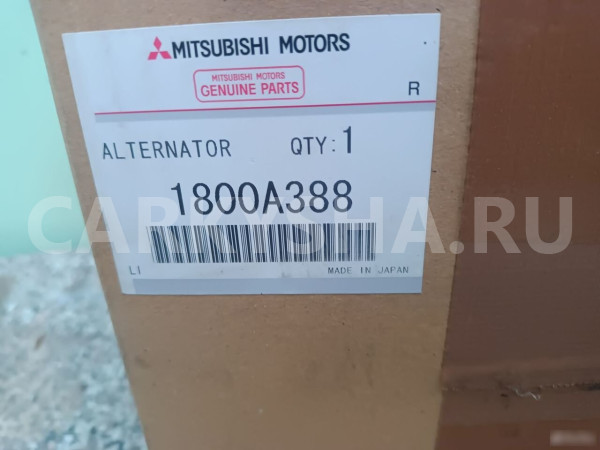 MITSUBISHI MOTORS
MITSUBISHI MOTORS
GENUINE PARTS
R
ALTERNATOR QTY: 1
1800A388
CARKYSHA.RU
LI MADE IN JAPAN